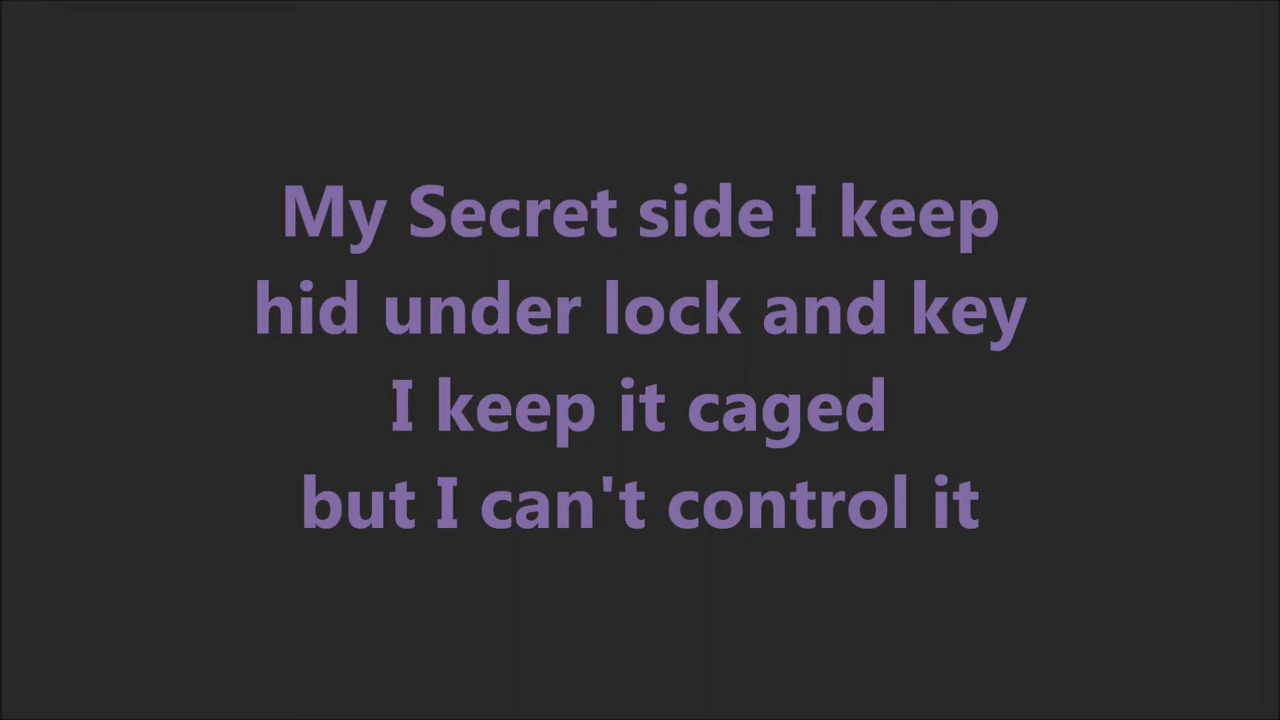 My Secret side I keep
hid under lock and key
I keep it caged
but I can't control it